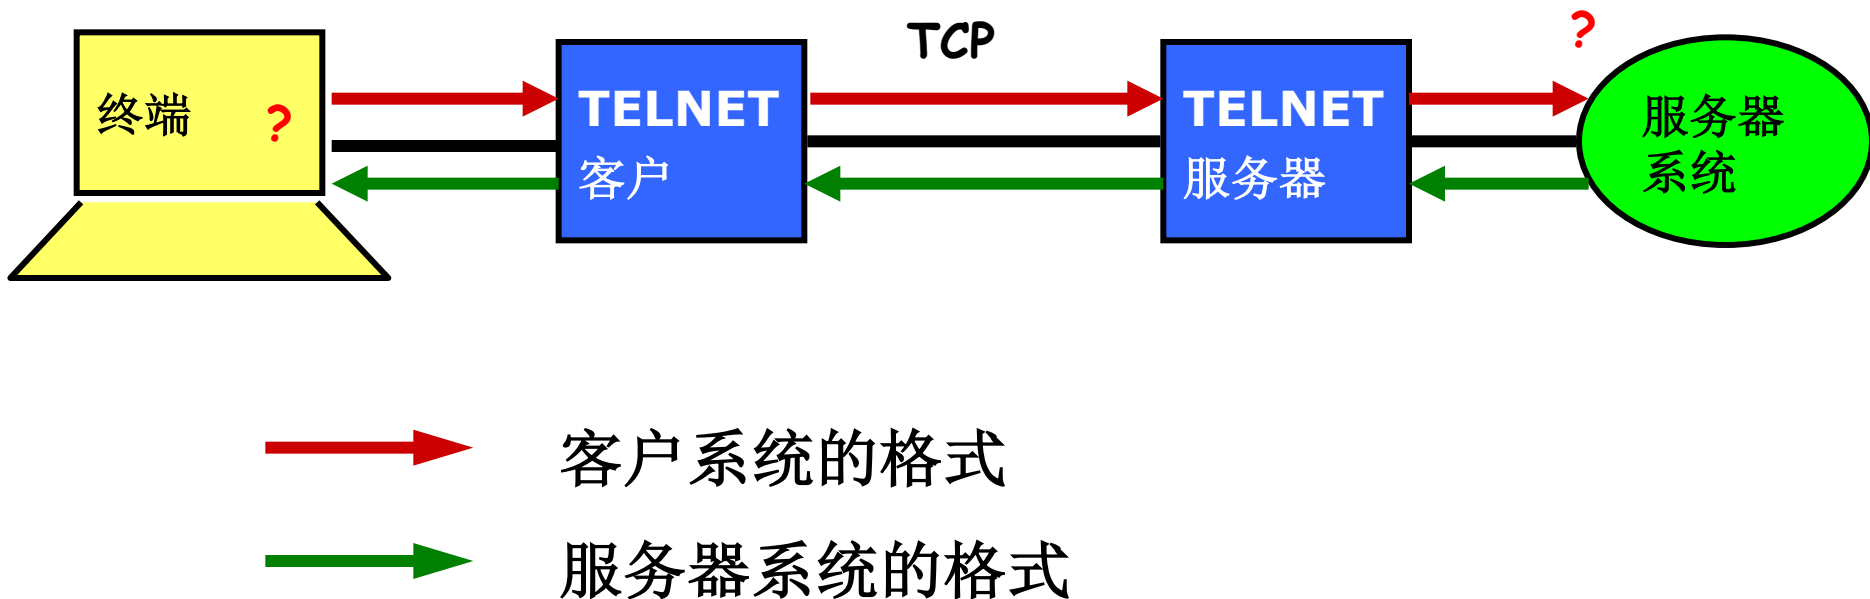 TCP
?
终端 ?
TELNET
客户
TELNET
服务器
服务器
系统
客户系统的格式
服务器系统的格式